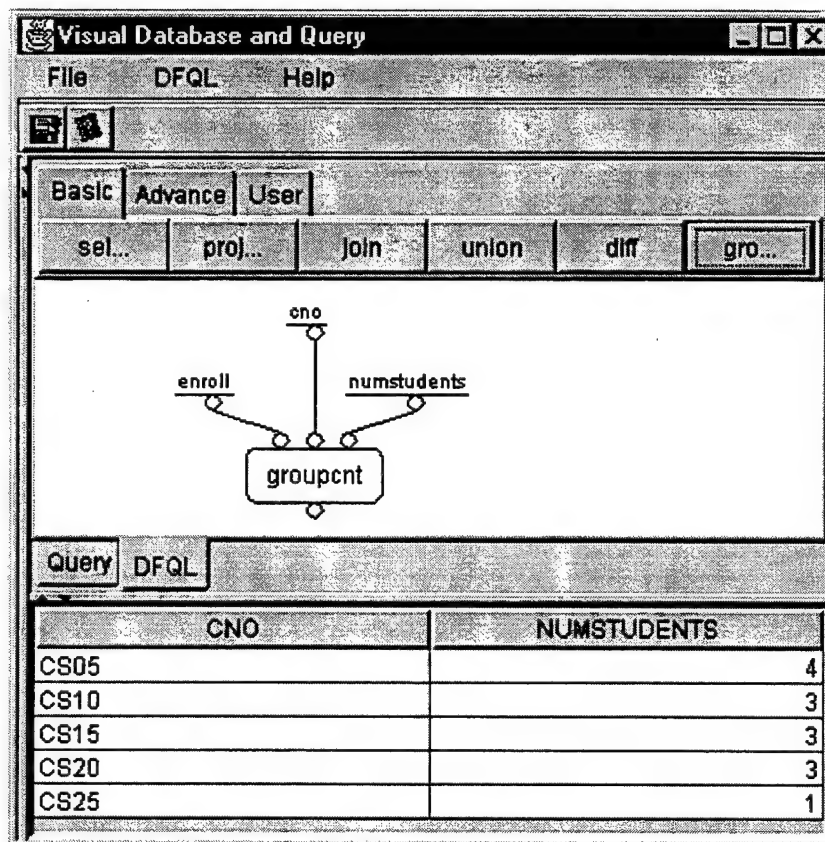 Visual Database and Query
File DFQL Help
Basic Advance User
sel... proj... join union diff gro...
cno
enroll numstudents
groupcnt
Query DFQL
CNO NUMSTUDENTS
CS05 4
CS10 3
CS15 3
CS20 3
CS25 1